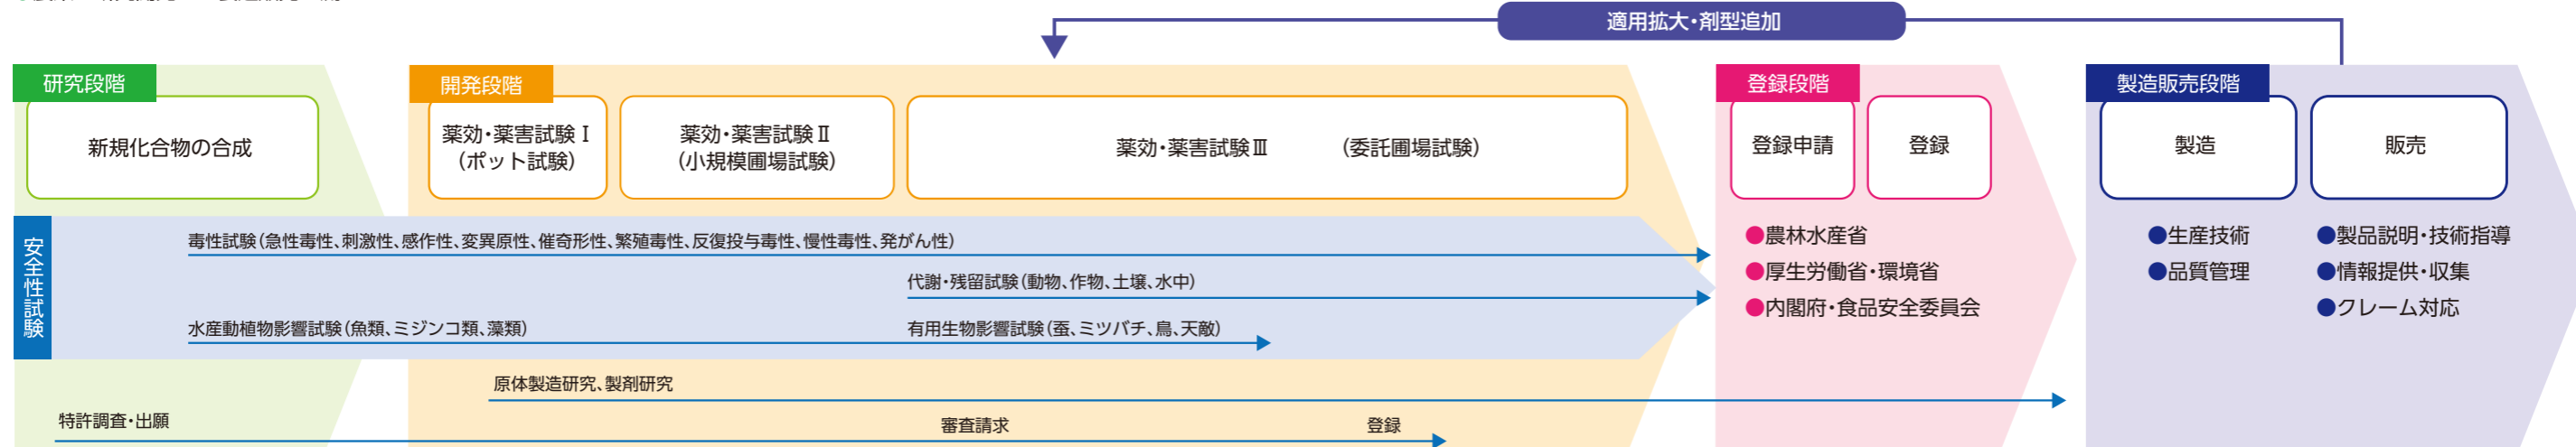 適用拡大・剤型追加
研究段階
新規化合物の合成
開発段階
薬効・薬害試験Ⅰ
（ポット試験）
薬効・薬害試験Ⅱ
（小規模圃場試験）
薬効・薬害試験Ⅲ （委託圃場試験）
登録段階
登録申請
登録
製造販売段階
製造
販売
安全性試験
毒性試験（急性毒性、刺激性、感作性、変異原性、催奇形性、繁殖毒性、反復投与毒性、慢性毒性、発がん性）
代謝・残留試験（動物、作物、土壌、水中）
水産動植物影響試験（魚類、ミジンコ類、藻類）
有用生物影響試験（蚕、ミツバチ、鳥、天敵）
●農林水産省
●厚生労働省・環境省
●内閣府・食品安全委員会
●生産技術
●品質管理
●製品説明・技術指導
●情報提供・収集
●クレーム対応
原体製造研究、製剤研究
特許調査・出願
審査請求
登録